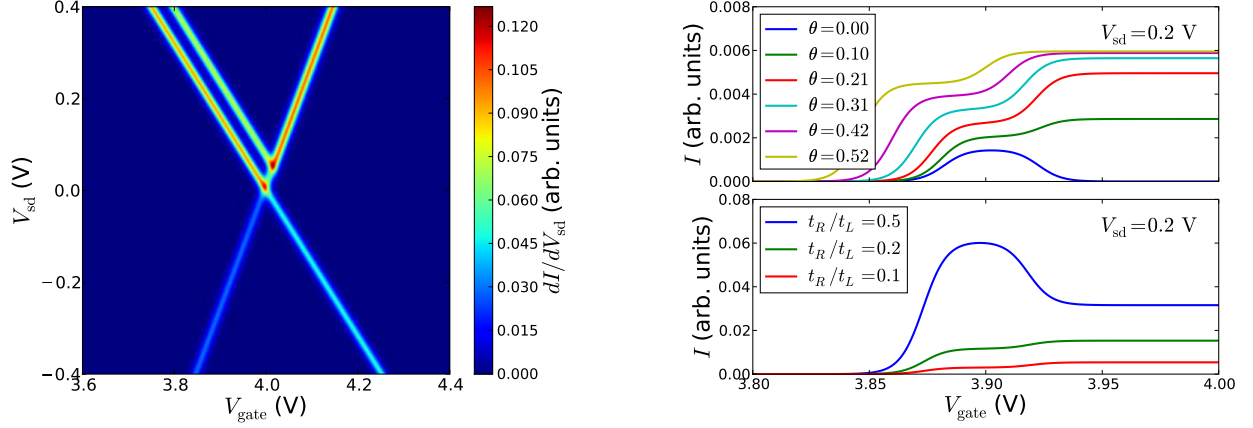 0.4
0.2
0.0
−0.2
−0.4
V_sd (V)
3.6 3.8 4.0 4.2 4.4
V_gate (V)
0.120
0.105
0.090
0.075
0.060
0.045
0.030
0.015
0.000
dI/dV_sd (arb. units)
0.008
0.006
0.004
0.002
0.000
I (arb. units)
θ=0.00
θ=0.10
θ=0.21
θ=0.31
θ=0.42
θ=0.52
V_sd=0.2 V
0.08
0.06
0.04
0.02
0.00
I (arb. units)
t_R/t_L=0.5
t_R/t_L=0.2
t_R/t_L=0.1
V_sd=0.2 V
3.80 3.85 3.90 3.95 4.00
V_gate (V)